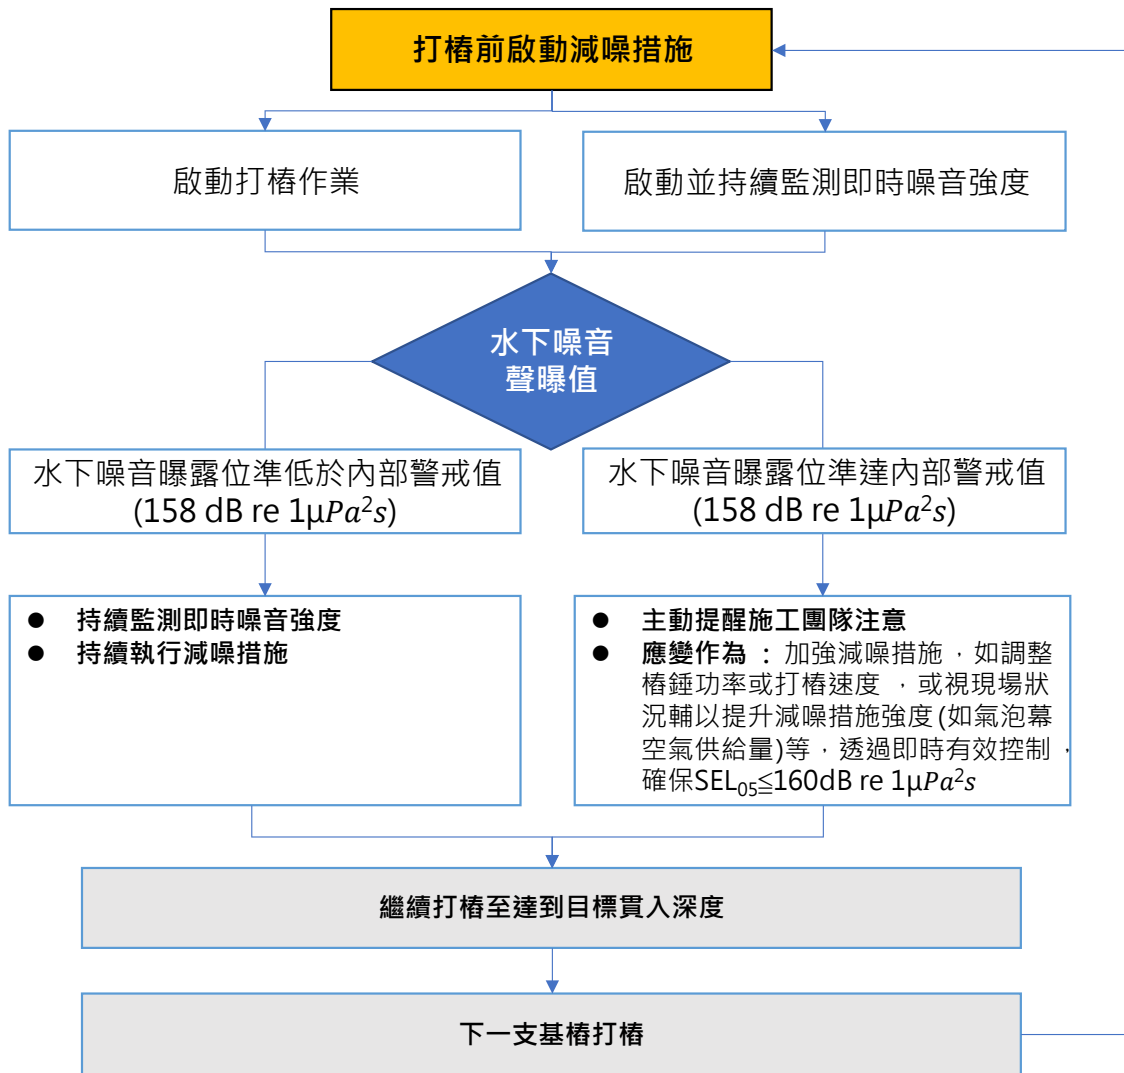 打樁前啟動減噪措施
啟動打樁作業
啟動並持續監測即時噪音強度
水下噪音
聲曝值
水下噪音曝露位準低於內部警戒值
(158 dB re 1μPa²s)
水下噪音曝露位準達內部警戒值
(158 dB re 1μPa²s)
● 持續監測即時噪音強度
● 持續執行減噪措施
● 主動提醒施工團隊注意
● 應變作為：加強減噪措施，如調整
樁錘功率或打樁速度 ，或視現場狀
況輔以提升減噪措施強度(如氣泡幕
空氣供給量)等，透過即時有效控制，
確保SEL₀₅≦160dB re 1μPa²s
繼續打樁至達到目標貫入深度
下一支基樁打樁